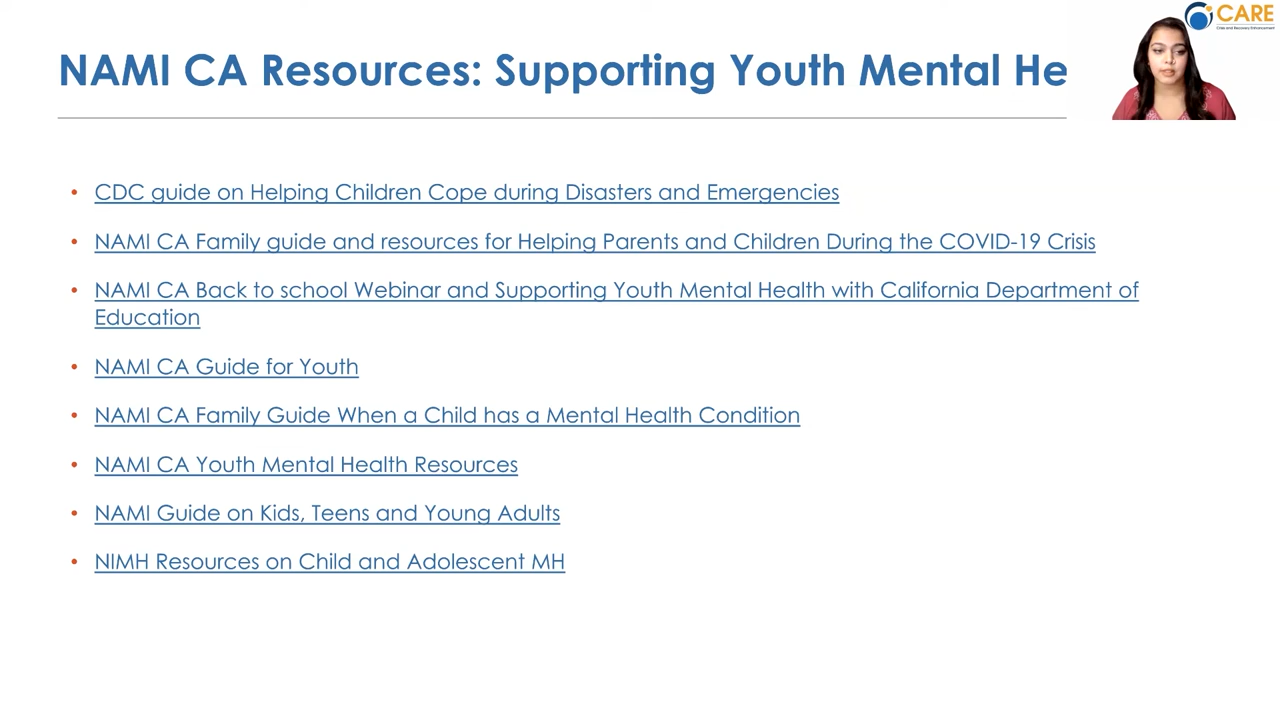 CARE
Care and Recovery Enhancement
NAMI CA Resources: Supporting Youth Mental He
• CDC guide on Helping Children Cope during Disasters and Emergencies
• NAMI CA Family guide and resources for Helping Parents and Children During the COVID-19 Crisis
• NAMI CA Back to school Webinar and Supporting Youth Mental Health with California Department of
Education
• NAMI CA Guide for Youth
• NAMI CA Family Guide When a Child has a Mental Health Condition
• NAMI CA Youth Mental Health Resources
• NAMI Guide on Kids, Teens and Young Adults
• NIMH Resources on Child and Adolescent MH